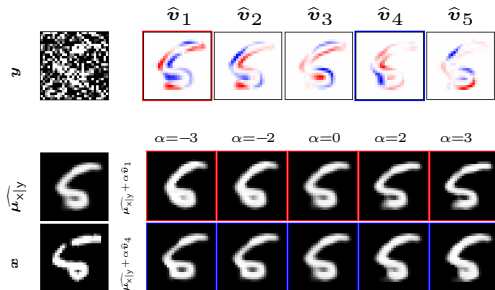 v̂₁ v̂₂ v̂₃ v̂₄ v̂₅
y
α=−3 α=−2 α=0 α=2 α=3
μ̂ₓ|ᵧ
μ̂ₓ|ᵧ + αv̂₁
x
μ̂ₓ|ᵧ + αv̂₄